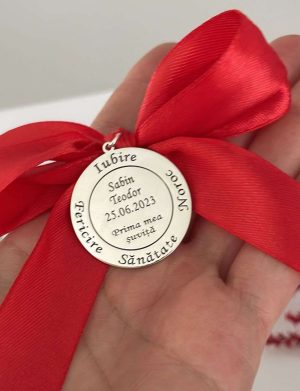 Iubire
Noroc
Sănătate
Fericire
Sabin
Teodor
25.06.2023
Prima mea
șuviță